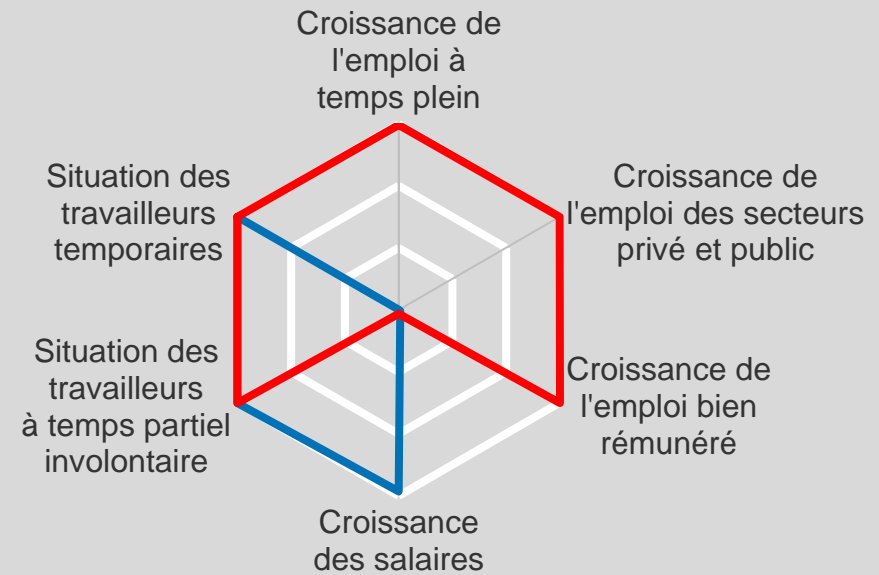 Croissance de
l'emploi à
temps plein
Croissance de
l'emploi des secteurs
privé et public
Croissance de
l'emploi bien
rémunéré
Croissance
des salaires
Situation des
travailleurs
à temps partiel
involontaire
Situation des
travailleurs
temporaires